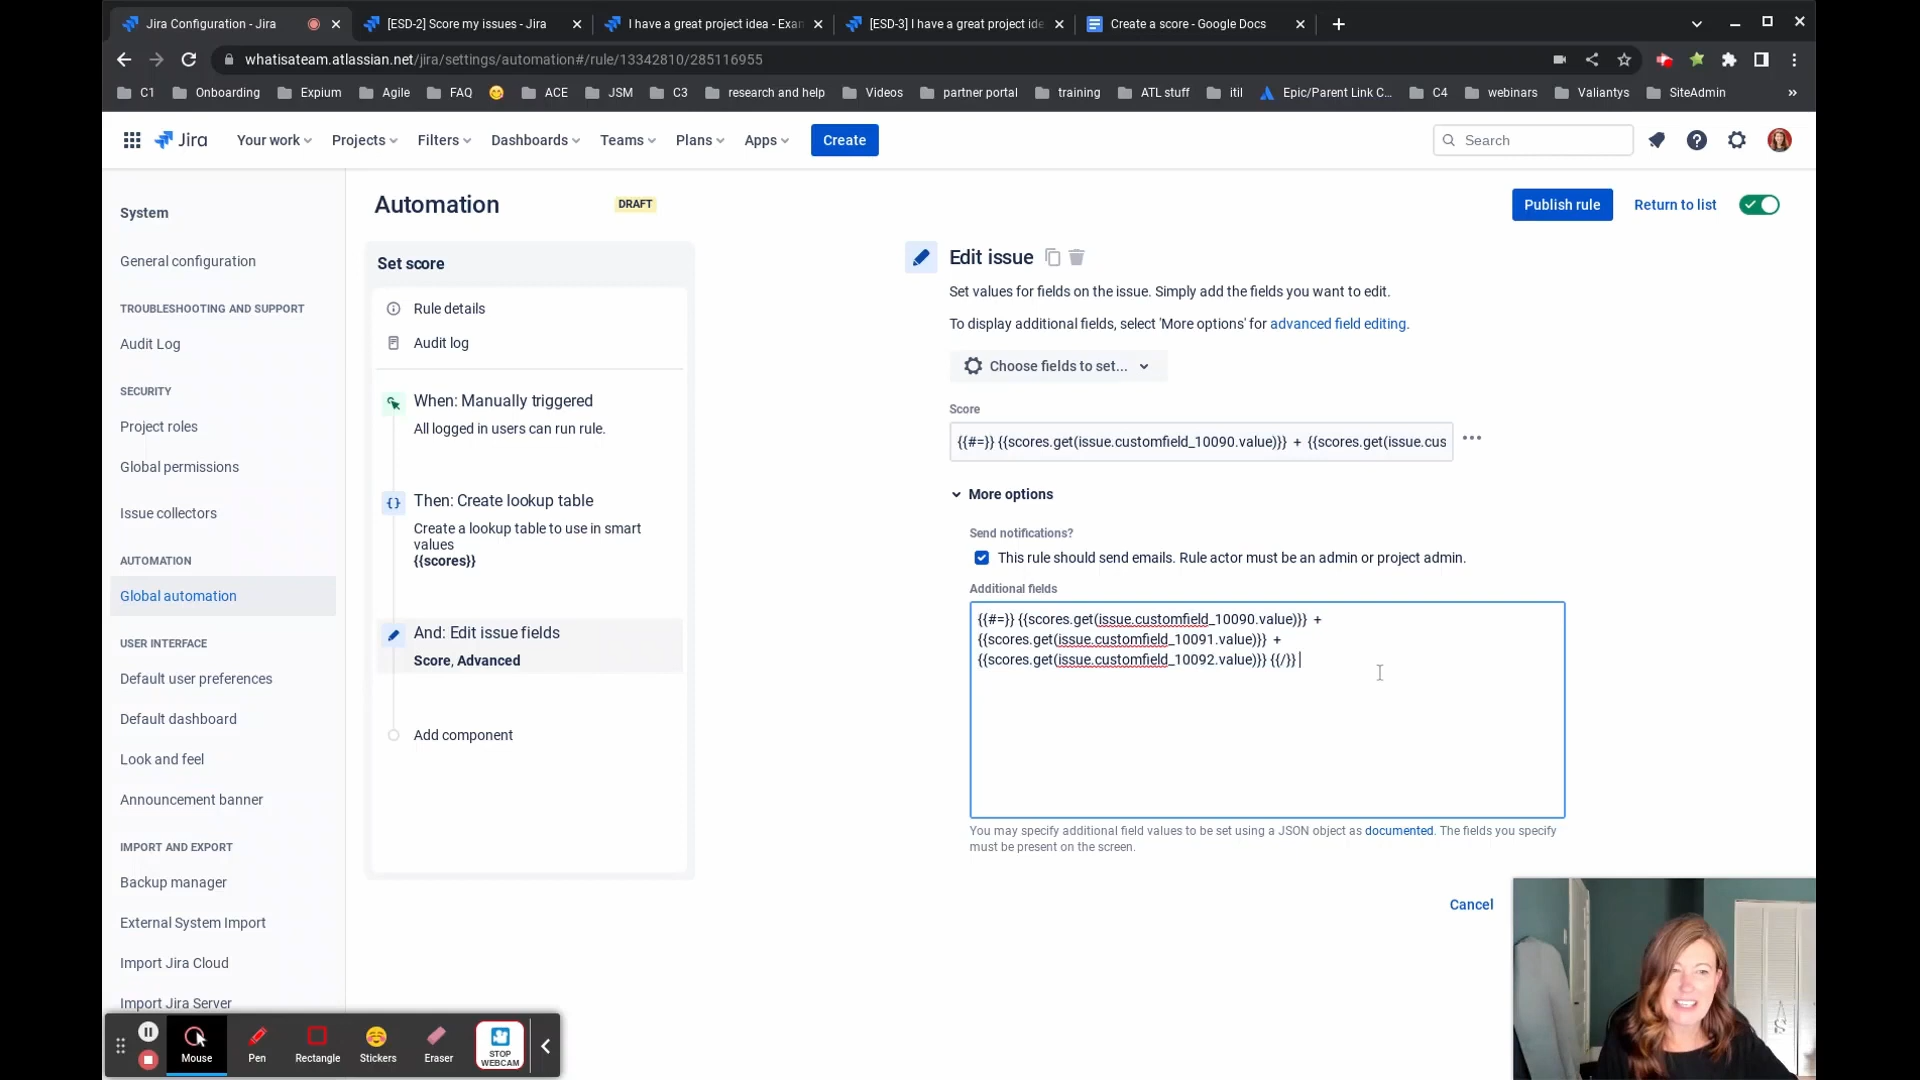 Jira Configuration - Jira
[ESD-2] Score my issues - Jira
I have a great project idea - Exam
[ESD-3] I have a great project ide
Create a score - Google Docs
whatisateam.atlassian.net/jira/settings/automation#/rule/13342810/285116955
C1
Onboarding
Expium
Agile
FAQ
ACE
JSM
C3
research and help
Videos
partner portal
training
ATL stuff
itil
Epic/Parent Link C...
C4
webinars
Valiantys
SiteAdmin
»
Jira
Your work
Projects
Filters
Dashboards
Teams
Plans
Apps
Create
Search
System
General configuration
TROUBLESHOOTING AND SUPPORT
Audit Log
SECURITY
Project roles
Global permissions
Issue collectors
AUTOMATION
Global automation
USER INTERFACE
Default user preferences
Default dashboard
Look and feel
Announcement banner
IMPORT AND EXPORT
Backup manager
External System Import
Import Jira Cloud
Import Jira Server
Automation
DRAFT
Publish rule
Return to list
Set score
Rule details
Audit log
When: Manually triggered
All logged in users can run rule.
Then: Create lookup table
Create a lookup table to use in smart
values
{{scores}}
And: Edit issue fields
Score, Advanced
Add component
Edit issue
Set values for fields on the issue. Simply add the fields you want to edit.
To display additional fields, select 'More options' for advanced field editing.
Choose fields to set...
Score
{{#=}} {{scores.get(issue.customfield_10090.value)}} + {{scores.get(issue.cus
More options
Send notifications?
This rule should send emails. Rule actor must be an admin or project admin.
Additional fields
{{#=}} {{scores.get(issue.customfield_10090.value)}} +
{{scores.get(issue.customfield_10091.value)}} +
{{scores.get(issue.customfield_10092.value)}} {{/}}
You may specify additional field values to be set using a JSON object as documented. The fields you specify
must be present on the screen.
Cancel
Mouse
Pen
Rectangle
Stickers
Eraser
STOP
WEBCAM